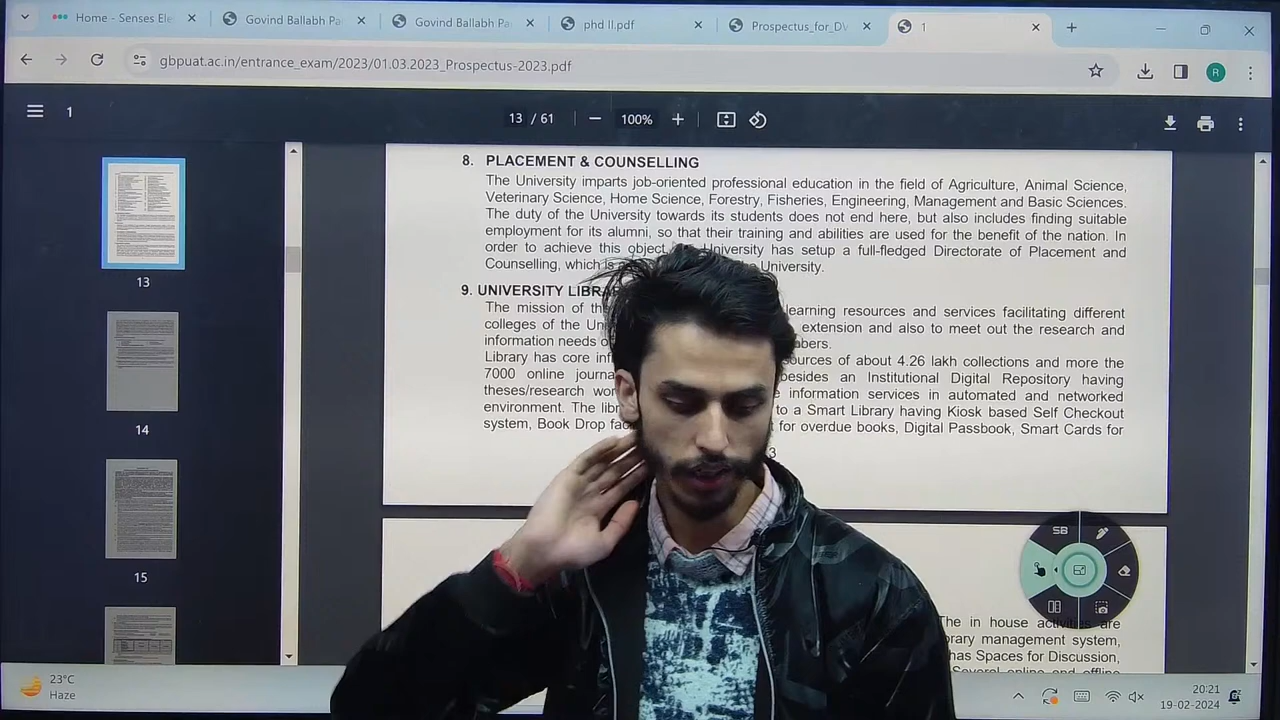 Home - Senses Ele
Govind Ballabh Pa
Govind Ballabh Pa
phd II.pdf
Prospectus_for_DV
1
gbpuat.ac.in/entrance_exam/2023/01.03.2023_Prospectus-2023.pdf
R
1
13 / 61
100%
13
14
15
8. PLACEMENT & COUNSELLING
The University imparts job-oriented professional education in the field of Agriculture, Animal Science,
Veterinary Science, Home Science, Forestry, Fisheries, Engineering, Management and Basic Sciences.
The duty of the University towards its students does not end here, but also includes finding suitable
employment for its alumni, so that their training and abilities are used for the benefit of the nation. In
order to achieve this object University has setup a full-fledged Directorate of Placement and
Counselling, which is University.
9. UNIVERSITY
The mission of learning resources and services facilitating different
colleges of the extension and also to meet out the research and
information needs
Library has core of about 4.26 lakh collections and more the
7000 online besides an Institutional Digital Repository having
theses/research information services in automated and networked
environment. The to a Smart Library having Kiosk based Self Checkout
system, Book Drop for overdue books, Digital Passbook, Smart Cards for
SB
The in house activities are
management system,
has Spaces for Discussion,
Several online and offline
23°C
Haze
20:21
19-02-2024